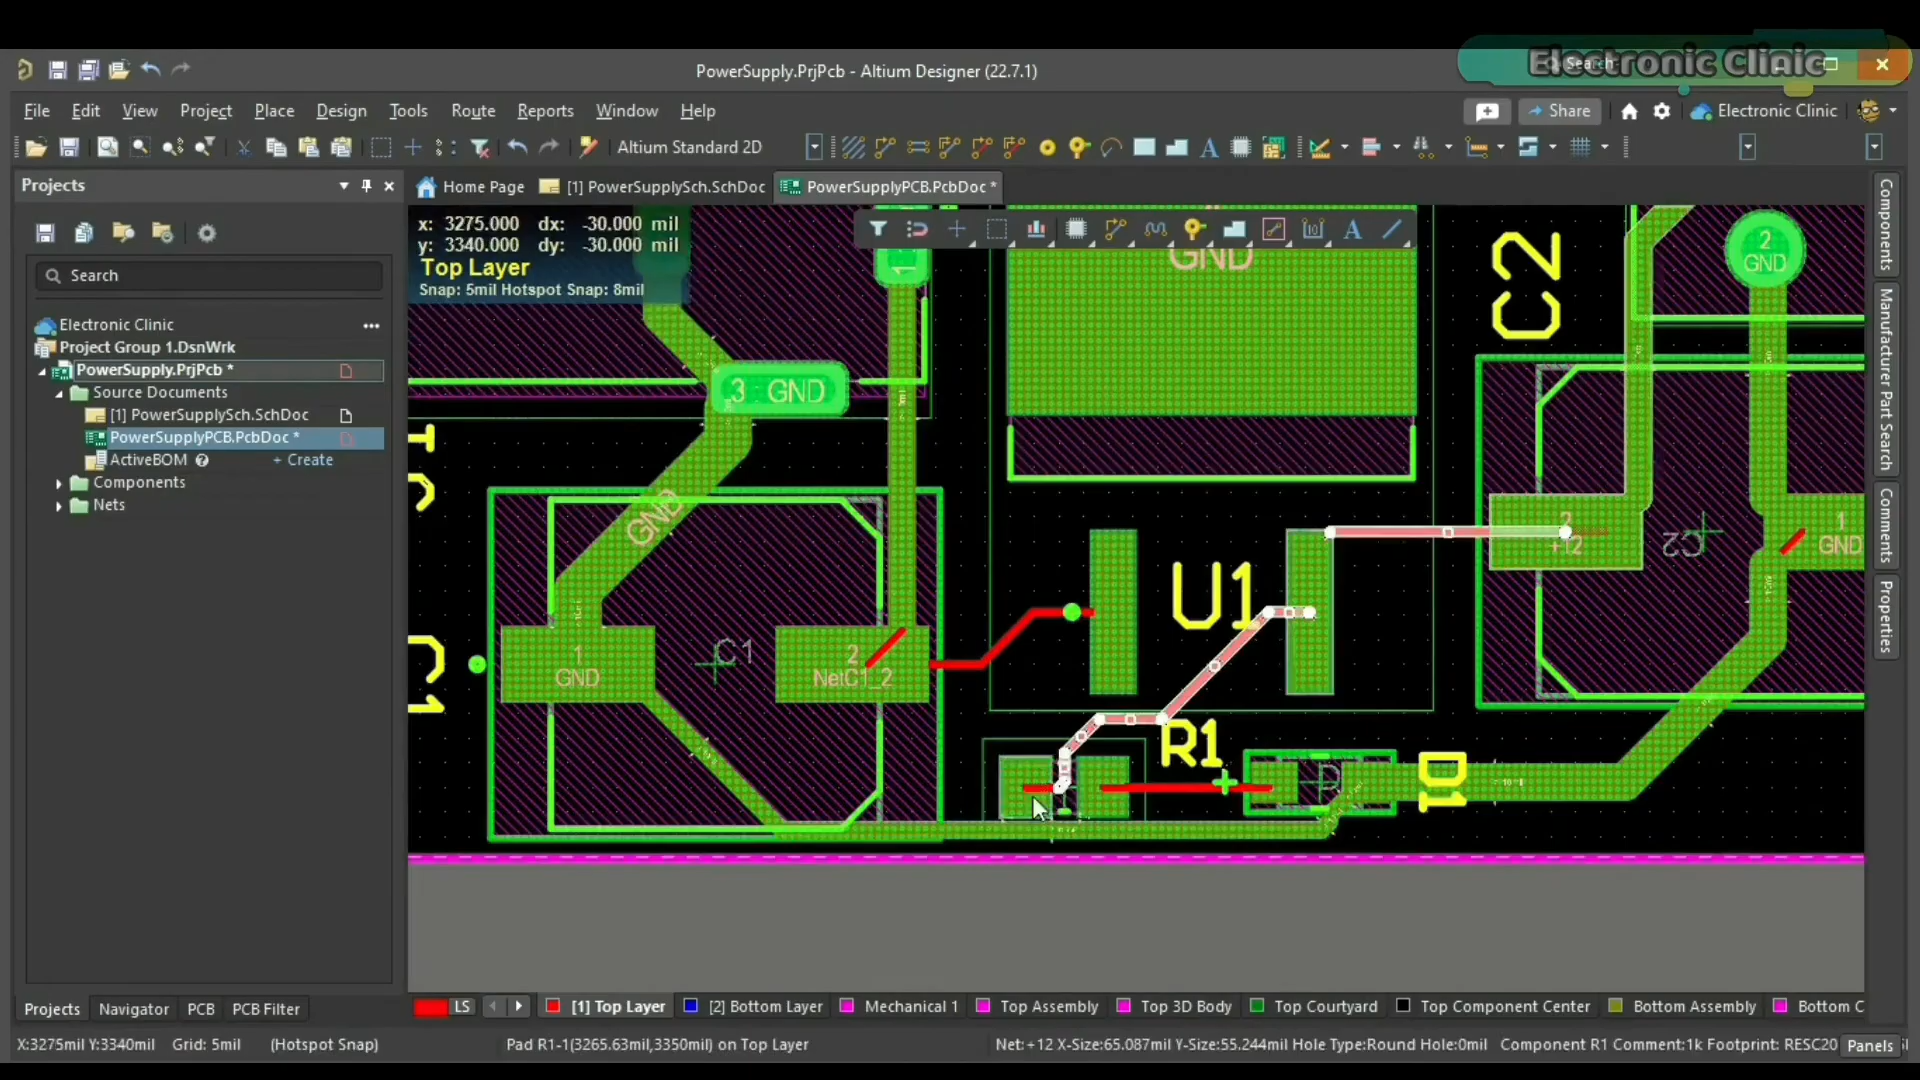 Electronic Clinic
PowerSupply.PrjPcb - Altium Designer (22.7.1)
Search
File Edit View Project Place Design Tools Route Reports Window Help
Share
Electronic Clinic
Altium Standard 2D
Projects
Home Page
[1] PowerSupplySch.SchDoc
PowerSupplyPCB.PcbDoc *
x: 3275.000 dx: -30.000 mil
y: 3340.000 dy: -30.000 mil
Top Layer
Snap: 5mil Hotspot Snap: 8mil
Search
Electronic Clinic
Project Group 1.DsnWrk
PowerSupply.PrjPcb *
Source Documents
[1] PowerSupplySch.SchDoc
PowerSupplyPCB.PcbDoc *
ActiveBOM + Create
Components
Nets
1
GND
C2
2
GND
3 GND
GND
U1
2
+12
C2
1
GND
C1
1
GND
C1
2
NetC1_2
R1
D
D1
Components
Manufacturer Part Search
Comments
Properties
Projects Navigator PCB PCB Filter
LS [1] Top Layer [2] Bottom Layer Mechanical 1 Top Assembly Top 3D Body Top Courtyard Top Component Center Bottom Assembly Bottom C
X:3275mil Y:3340mil Grid: 5mil (Hotspot Snap) Pad R1-1(3265.63mil,3350mil) on Top Layer Net:+12 X-Size:65.087mil Y-Size:55.244mil Hole Type:Round Hole:0mil Component R1 Comment:1k Footprint: RESC20 Panels